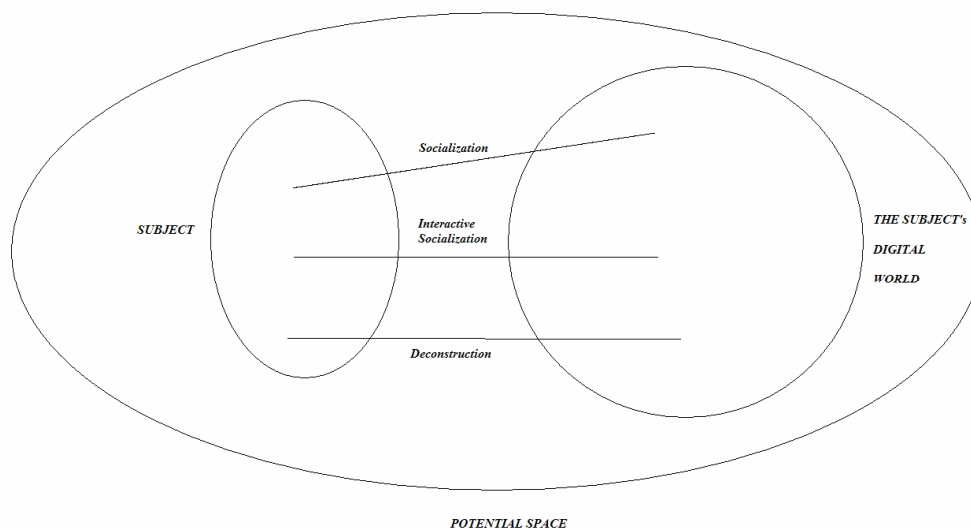 Socialization
SUBJECT
Interactive
Socialization
THE SUBJECT's
DIGITAL
WORLD
Deconstruction
POTENTIAL SPACE